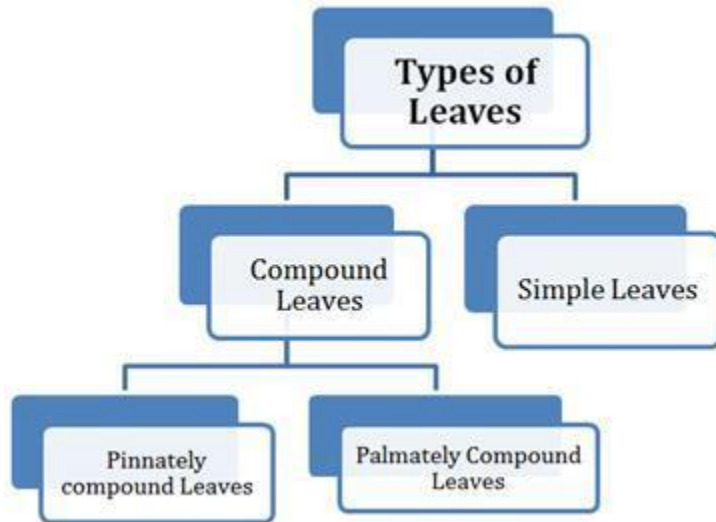 Types of
Leaves
Compound
Leaves
Simple Leaves
Pinnately
compound Leaves
Palmately Compound
Leaves